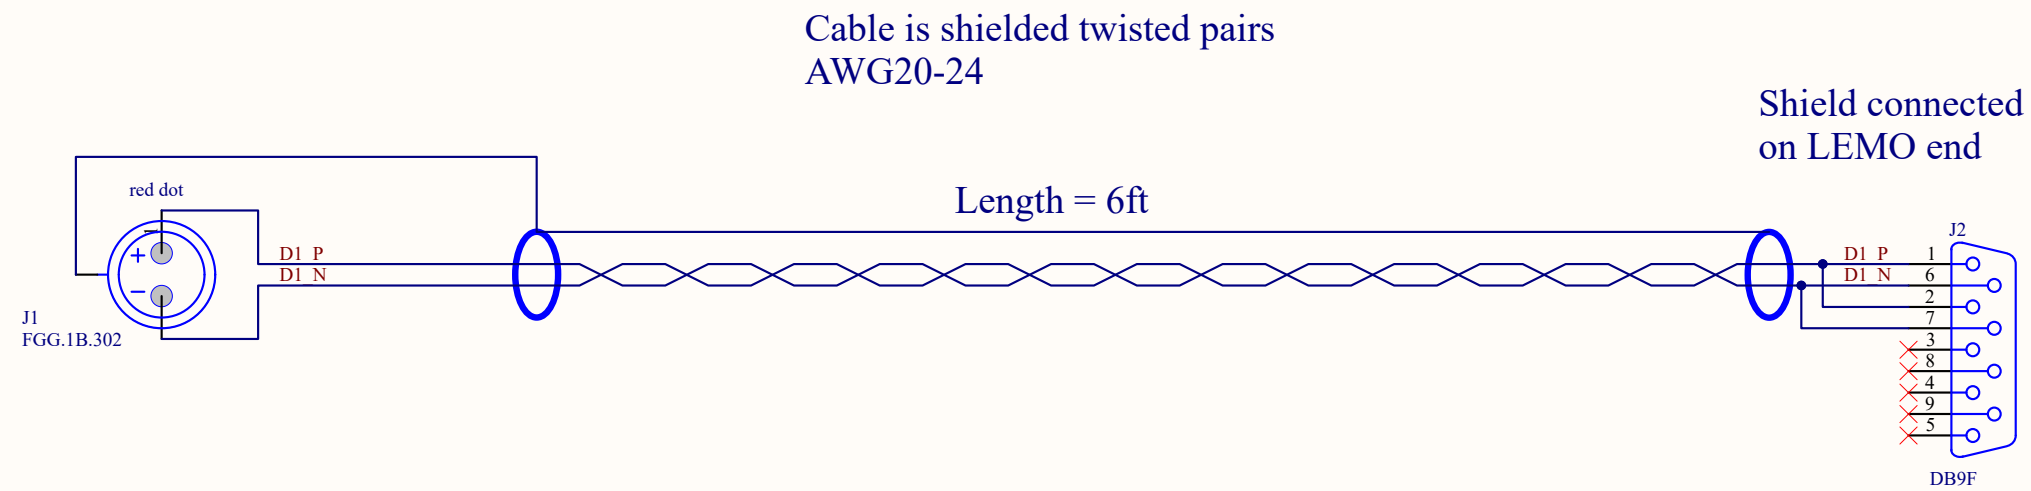 Cable is shielded twisted pairs
AWG20-24
Shield connected
on LEMO end
Length = 6ft
red dot
+
−
D1_P
D1_N
J1
FGG.1B.302
J2
D1_P
D1_N
1
6
2
7
3
8
4
9
5
DB9F